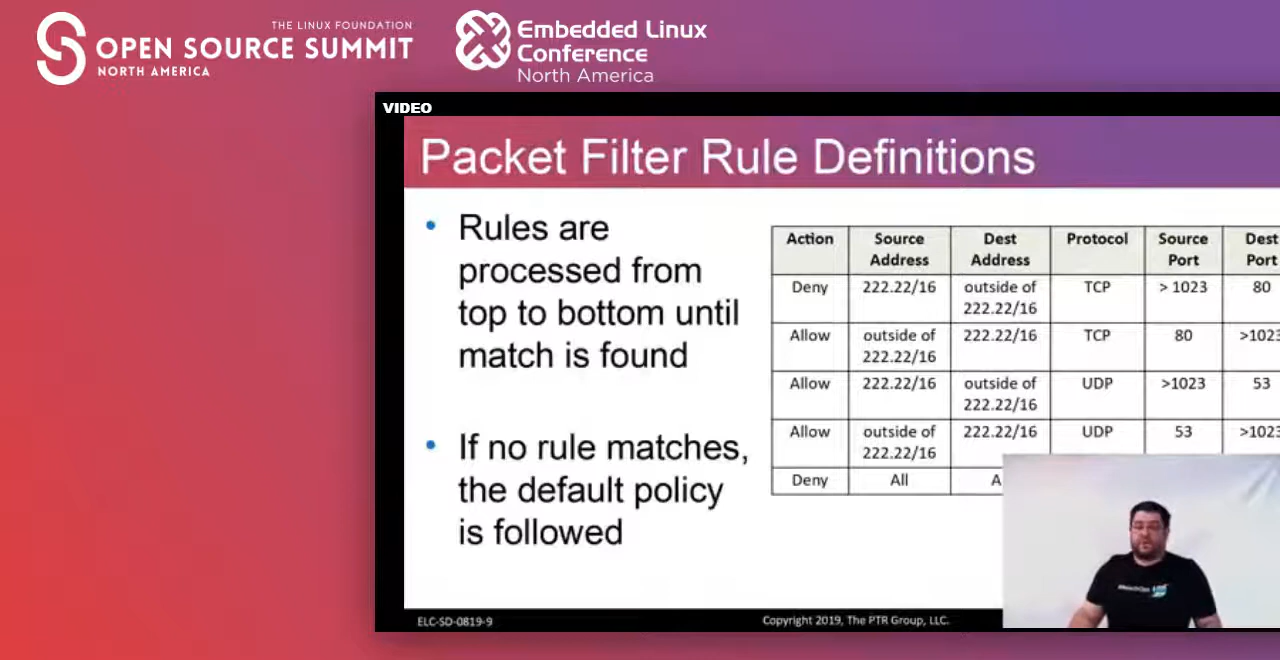 THE LINUX FOUNDATION
OPEN SOURCE SUMMIT
NORTH AMERICA
Embedded Linux
Conference
North America
VIDEO
Packet Filter Rule Definitions
• Rules are
processed from
top to bottom until
match is found
• If no rule matches,
the default policy
is followed
Action Source Address Dest Address Protocol Source Port Dest Port
Deny 222.22/16 outside of 222.22/16 TCP > 1023 80
Allow outside of 222.22/16 222.22/16 TCP 80 >1023
Allow 222.22/16 outside of 222.22/16 UDP >1023 53
Allow outside of 222.22/16 222.22/16 UDP 53 >1023
Deny All A
ELC-SD-0819-9
Copyright 2019, The PTR Group, LLC.